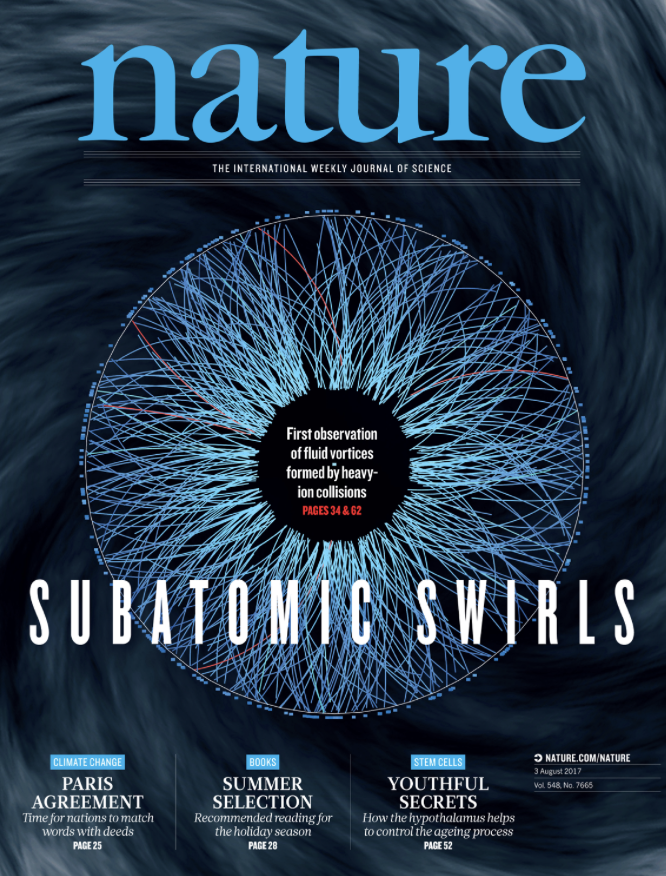 nature
THE INTERNATIONAL WEEKLY JOURNAL OF SCIENCE
First observation
of fluid vortices
formed by heavy-
ion collisions
PAGES 34 & 62
SUBATOMIC SWIRLS
CLIMATE CHANGE
PARIS
AGREEMENT
Time for nations to match
words with deeds
PAGE 25
BOOKS
SUMMER
SELECTION
Recommended reading for
the holiday season
PAGE 28
STEM CELLS
YOUTHFUL
SECRETS
How the hypothalamus helps
to control the ageing process
PAGE 52
NATURE.COM/NATURE
3 August 2017
Vol. 548, No. 7665